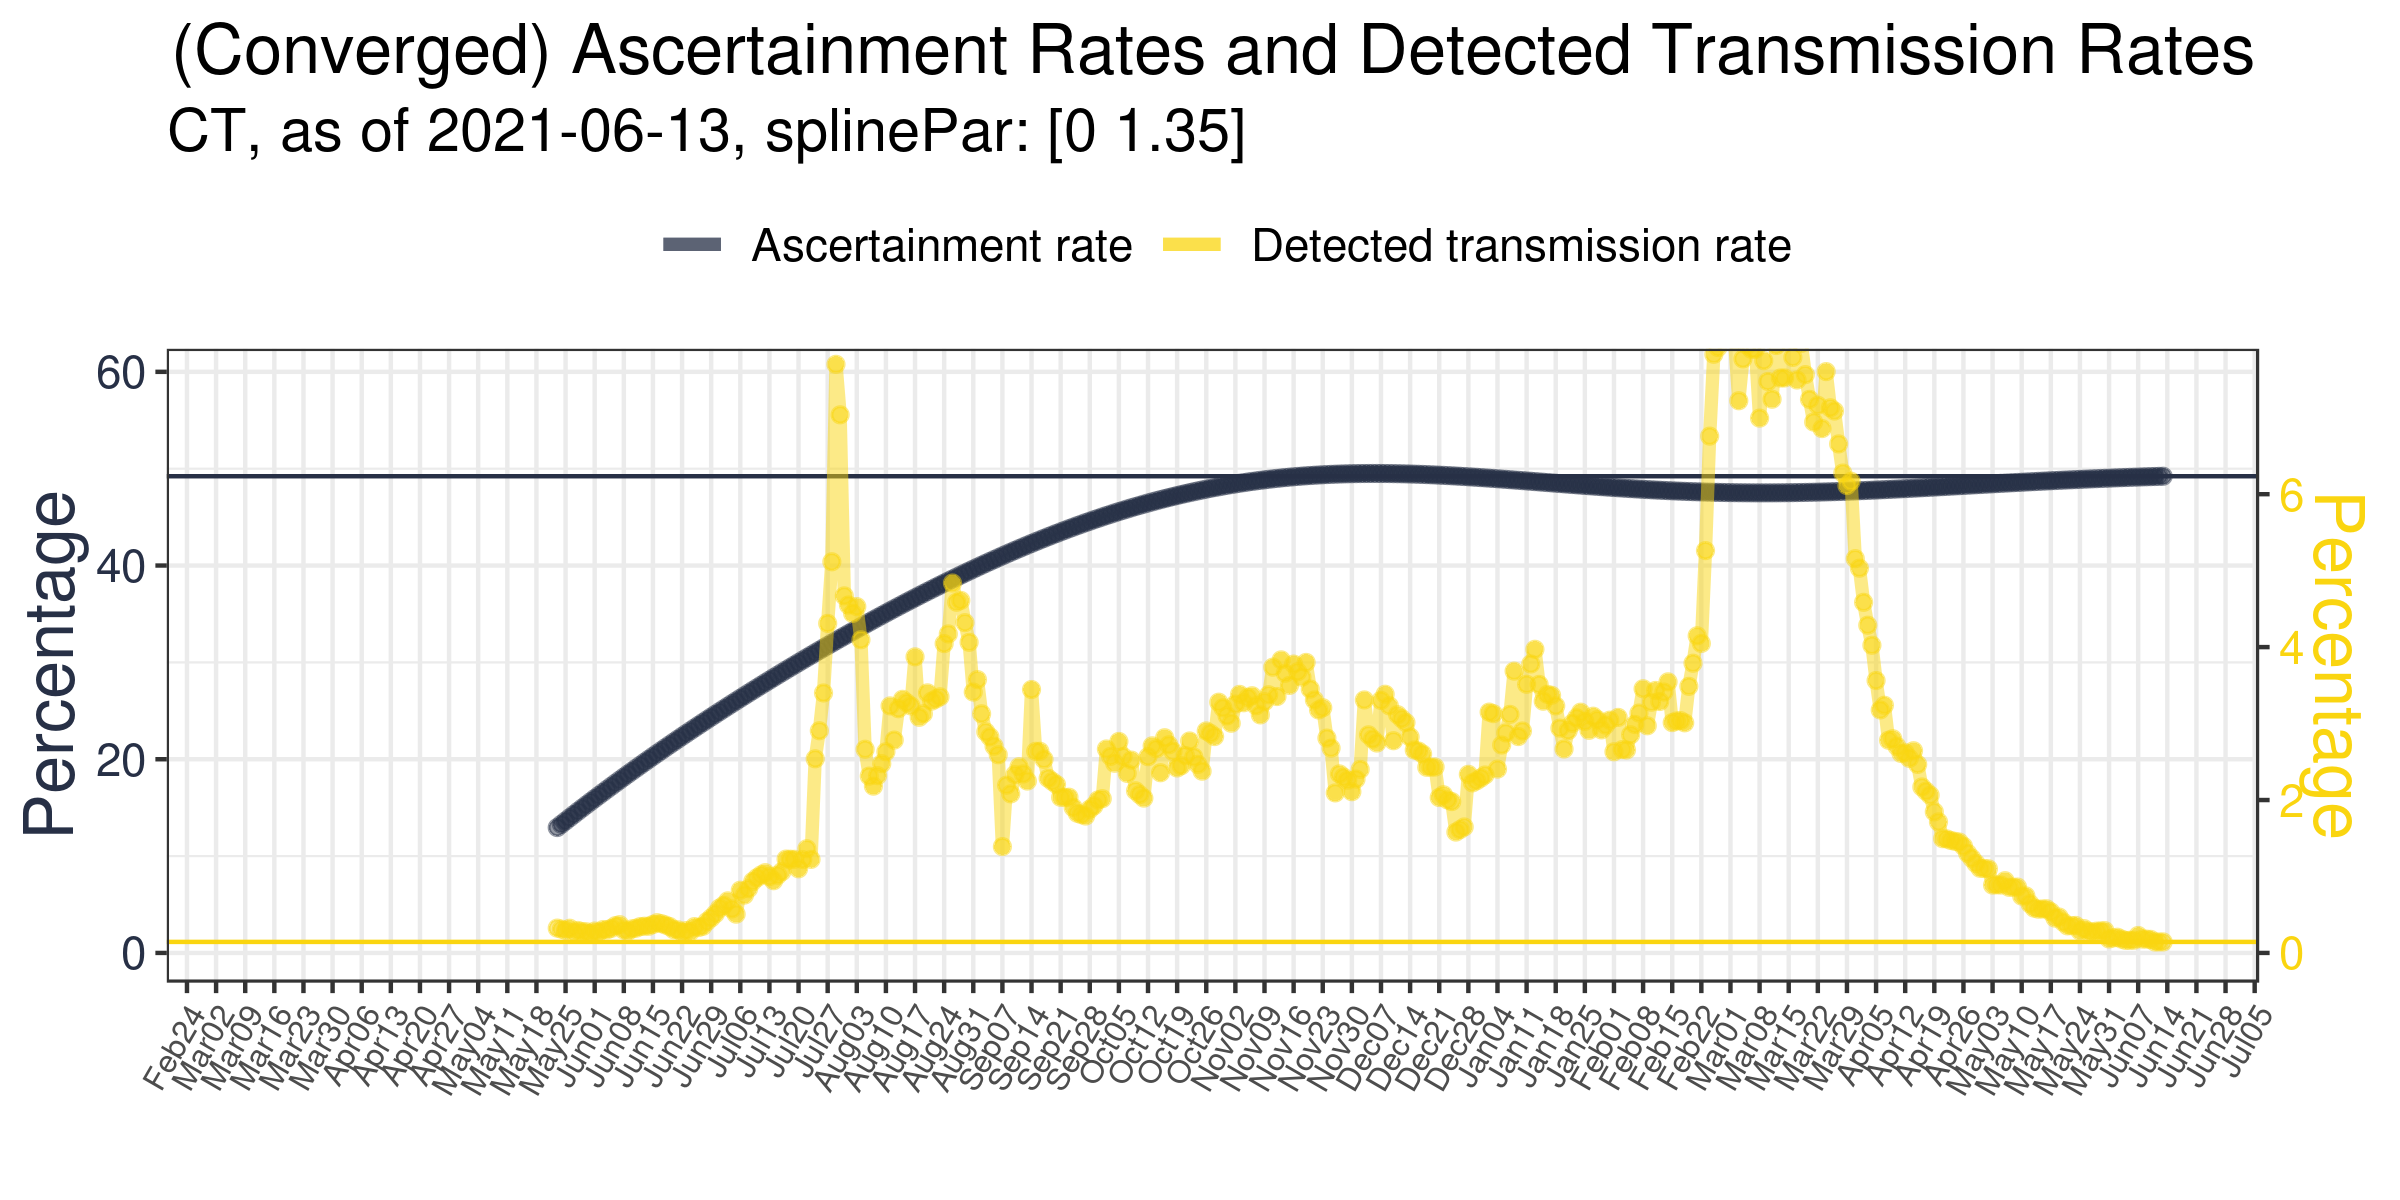 (Converged) Ascertainment Rates and Detected Transmission Rates
CT, as of 2021-06-13, splinePar: [0 1.35]
Ascertainment rate Detected transmission rate
Percentage
60
40
20
0
6
4
2
0
Percentage
Feb24 Mar02 Mar09 Mar16 Mar23 Mar30 Apr06 Apr13 Apr20 Apr27 May04 May11 May18 May25 Jun01 Jun08 Jun15 Jun22 Jun29 Jul06 Jul13 Jul20 Jul27 Aug03 Aug10 Aug17 Aug24 Aug31 Sep07 Sep14 Sep21 Sep28 Oct05 Oct12 Oct19 Oct26 Nov02 Nov09 Nov16 Nov23 Nov30 Dec07 Dec14 Dec21 Dec28 Jan04 Jan11 Jan18 Jan25 Feb01 Feb08 Feb15 Feb22 Mar01 Mar08 Mar15 Mar22 Mar29 Apr05 Apr12 Apr19 Apr26 May03 May10 May17 May24 May31 Jun07 Jun14 Jun21 Jun28 Jul05